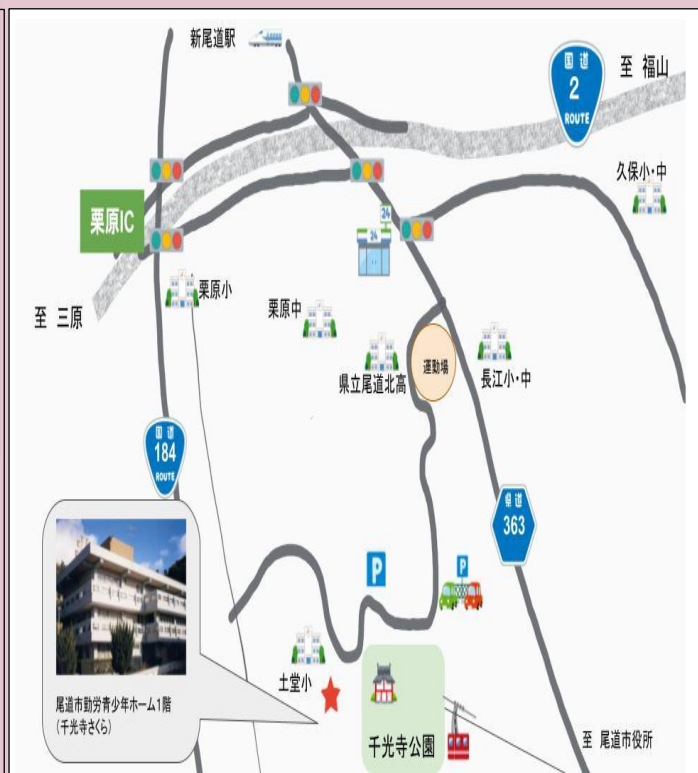 新尾道駅
国道
2
ROUTE
至 福山
久保小・中
栗原IC
24
24
栗原小
栗原中
至 三原
県立尾道北高
運動場
長江小・中
国道
184
ROUTE
県道
363
P
P
尾道市勤労青少年ホーム1階
(千光寺さくら)
土堂小
千光寺公園
至 尾道市役所